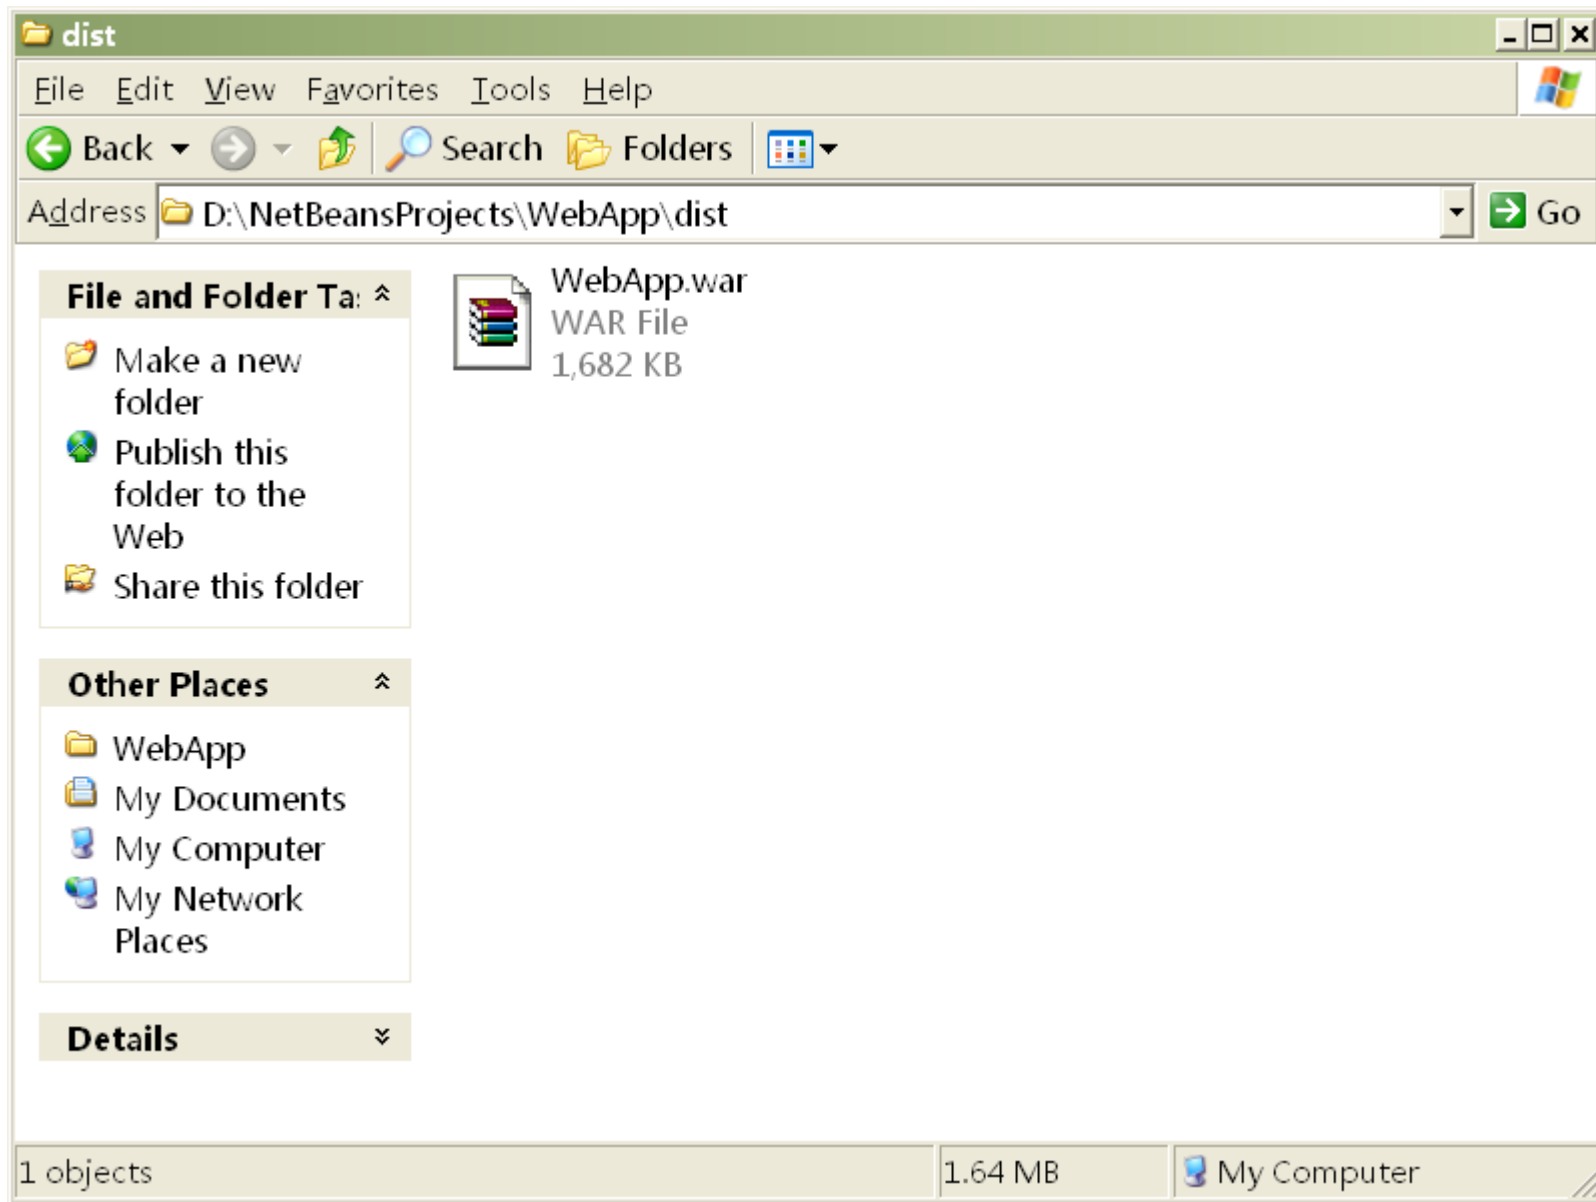 dist
File Edit View Favorites Tools Help
Back Search Folders
Address D:\NetBeansProjects\WebApp\dist Go
File and Folder Ta
Make a new
folder
Publish this
folder to the
Web
Share this folder
Other Places
WebApp
My Documents
My Computer
My Network
Places
Details
WebApp.war
WAR File
1,682 KB
1 objects 1.64 MB My Computer